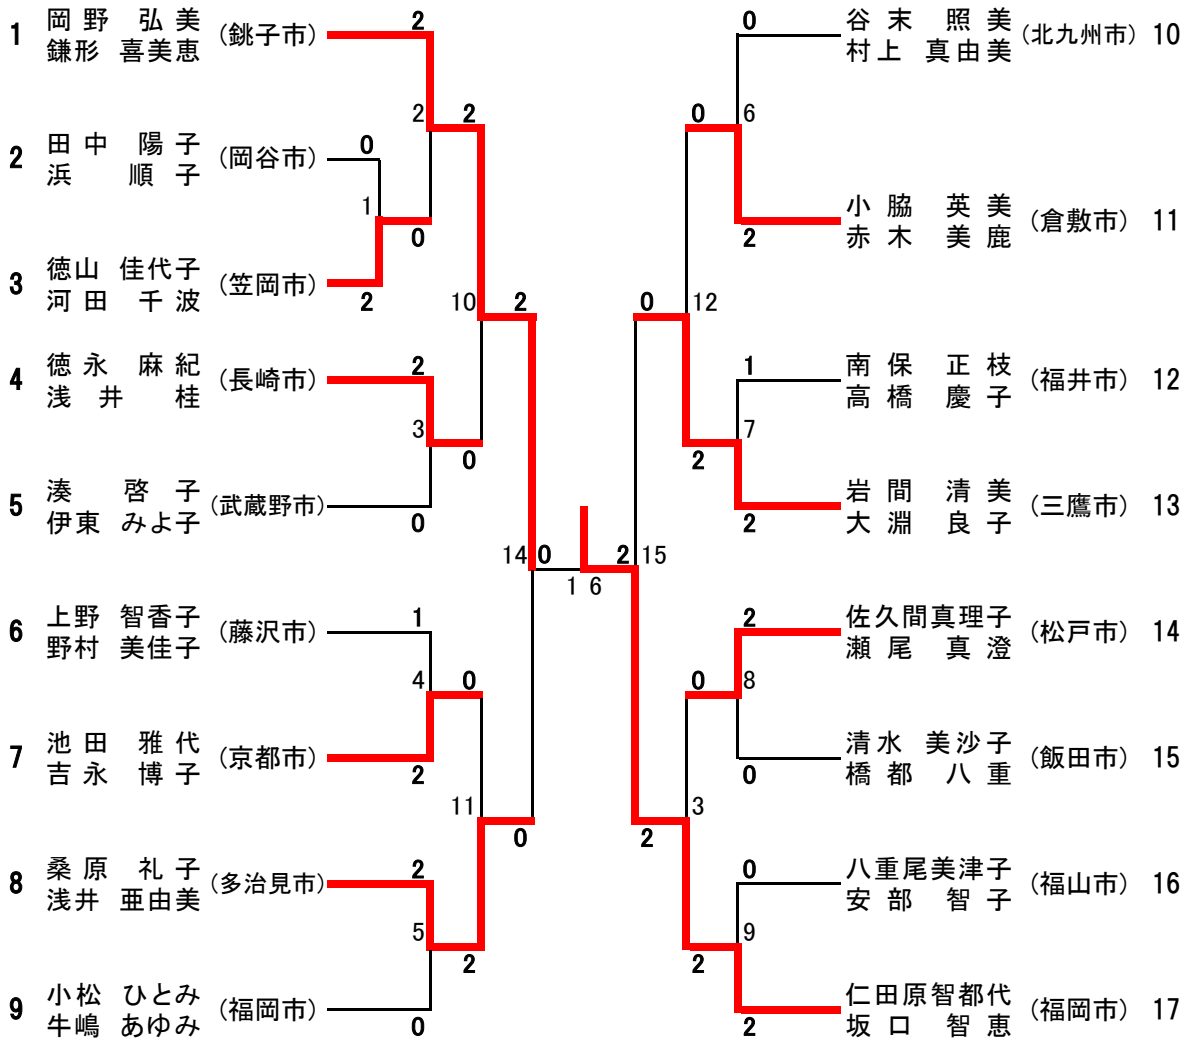 1 岡野 弘美 (銚子市)
鎌形 喜美恵
2
2 田中 陽子 (岡谷市)
浜 順子
0
1
0
3 徳山 佳代子 (笠岡市)
河田 千波
2
2
2
4 徳永 麻紀 (長崎市)
浅井 桂
2
3
0
5 湊 啓子 (武蔵野市)
伊東 みよ子
0
10
2
6 上野 智香子 (藤沢市)
野村 美佳子
1
4
0
7 池田 雅代 (京都市)
吉永 博子
2
11
0
8 桑原 礼子 (多治見市)
浅井 亜由美
2
5
2
9 小松 ひとみ (福岡市)
牛嶋 あゆみ
0
14 0
1 6
2 15
谷末 照美 (北九州市) 10
村上 真由美
0
6
0
小脇 英美 (倉敷市) 11
赤木 美鹿
2
0 12
南保 正枝 (福井市) 12
高橋 慶子
1
7
2
岩間 清美 (三鷹市) 13
大淵 良子
2
佐久間真理子 (松戸市) 14
瀬尾 真澄
2
8
0
清水 美沙子 (飯田市) 15
橋都 八重
0
3
2
八重尾美津子 (福山市) 16
安部 智子
0
9
2
仁田原智都代 (福岡市) 17
坂口 智恵
2